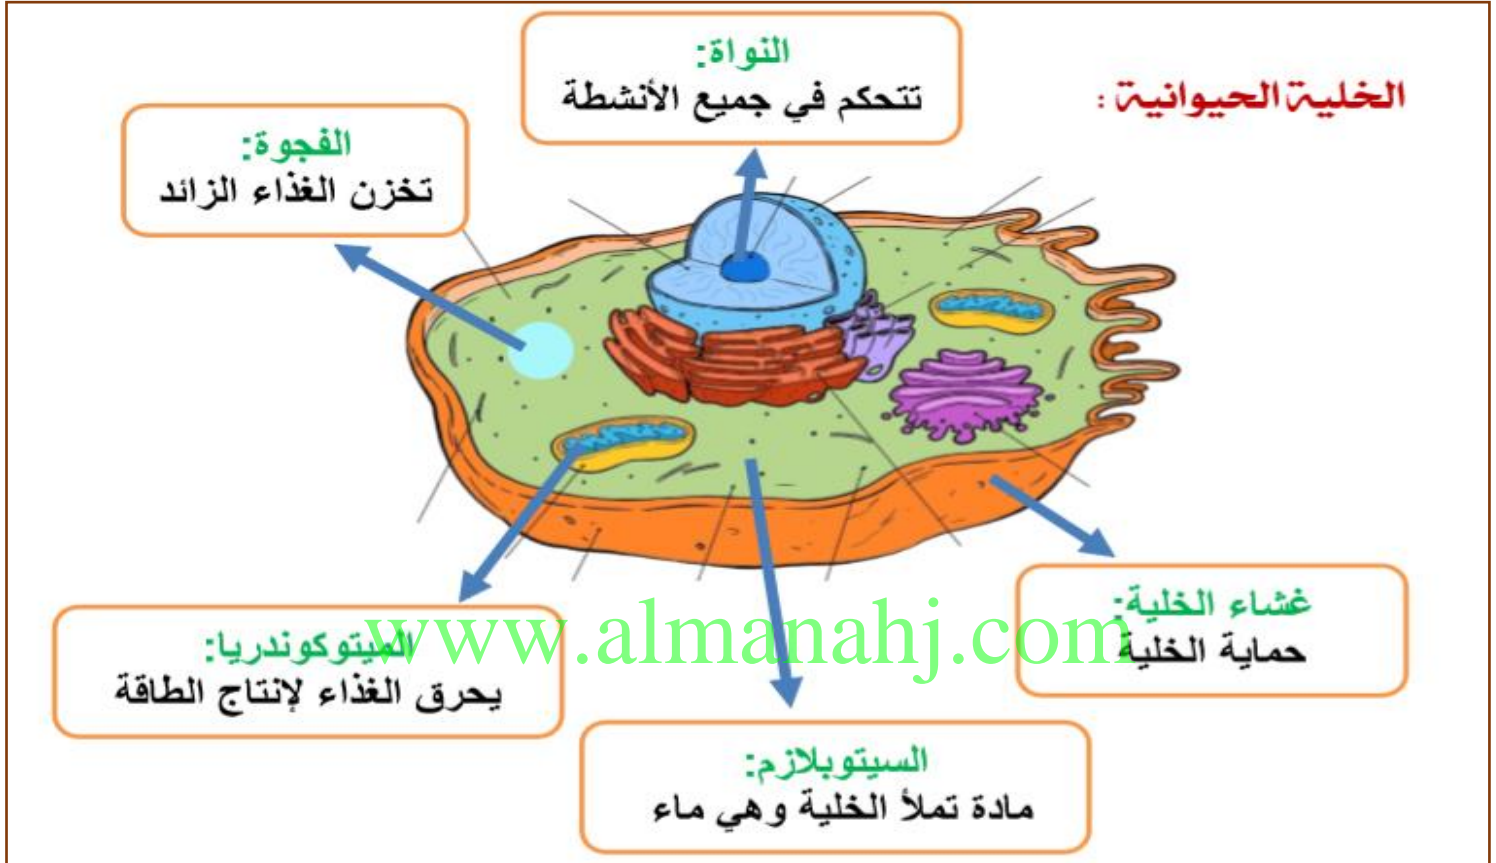 الخلية الحيوانية :
النواة:
تتحكم في جميع الأنشطة
الفجوة:
تخزن الغذاء الزائد
غشاء الخلية:
حماية الخلية
الميتوكوندريا:
يحرق الغذاء لإنتاج الطاقة
السيتوبلازم:
مادة تملأ الخلية وهي ماء
www.almanahj.com